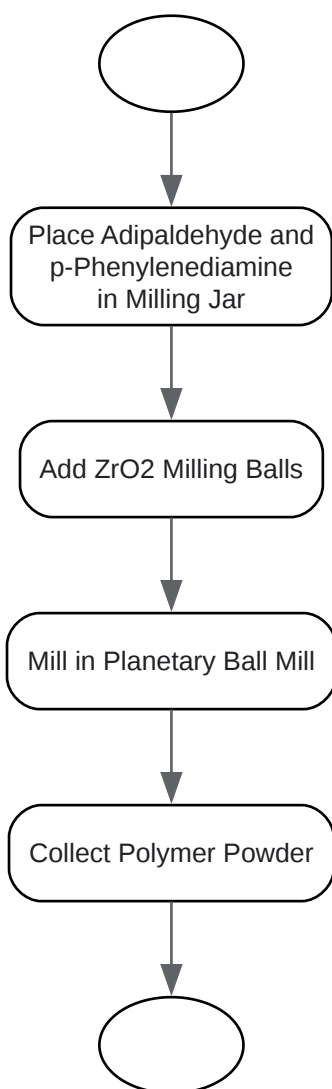 Place Adipaldehyde and
p-Phenylenediamine
in Milling Jar
Add ZrO2 Milling Balls
Mill in Planetary Ball Mill
Collect Polymer Powder